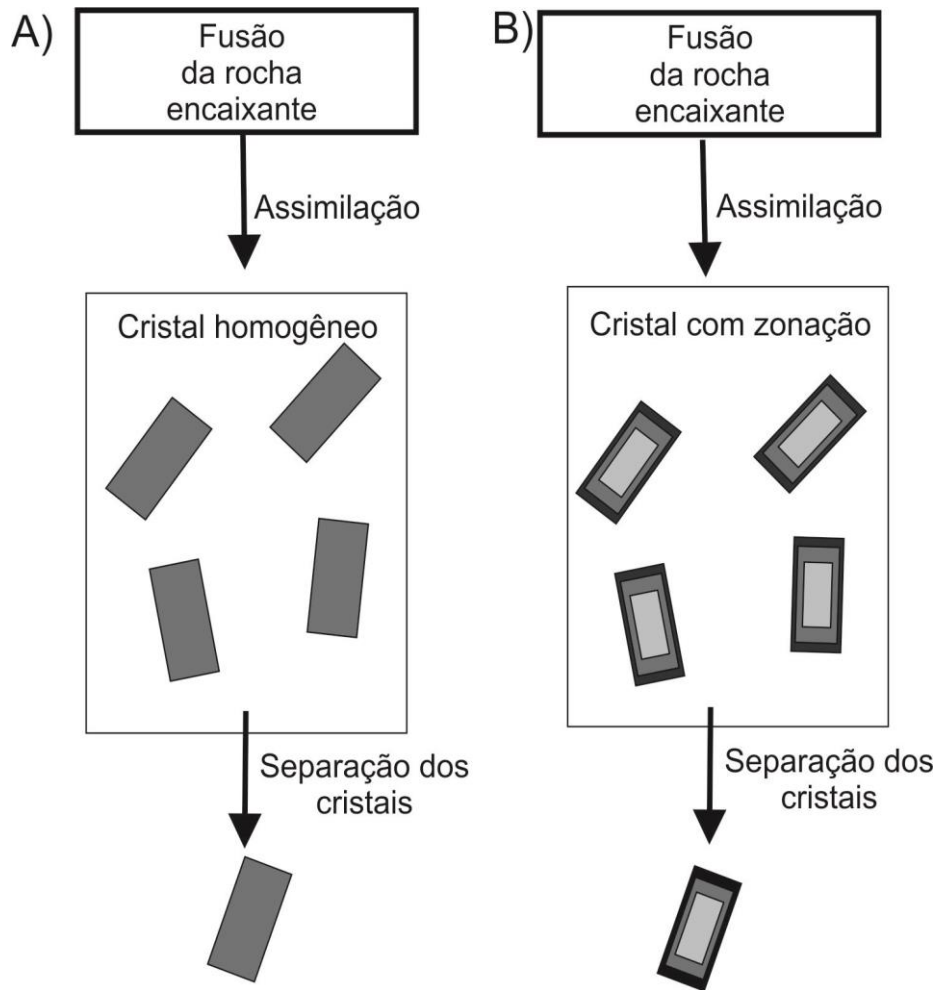 A)
Fusão
da rocha
encaixante
Assimilação
Cristal homogêneo
Separação dos
cristais
B)
Fusão
da rocha
encaixante
Assimilação
Cristal com zonação
Separação dos
cristais